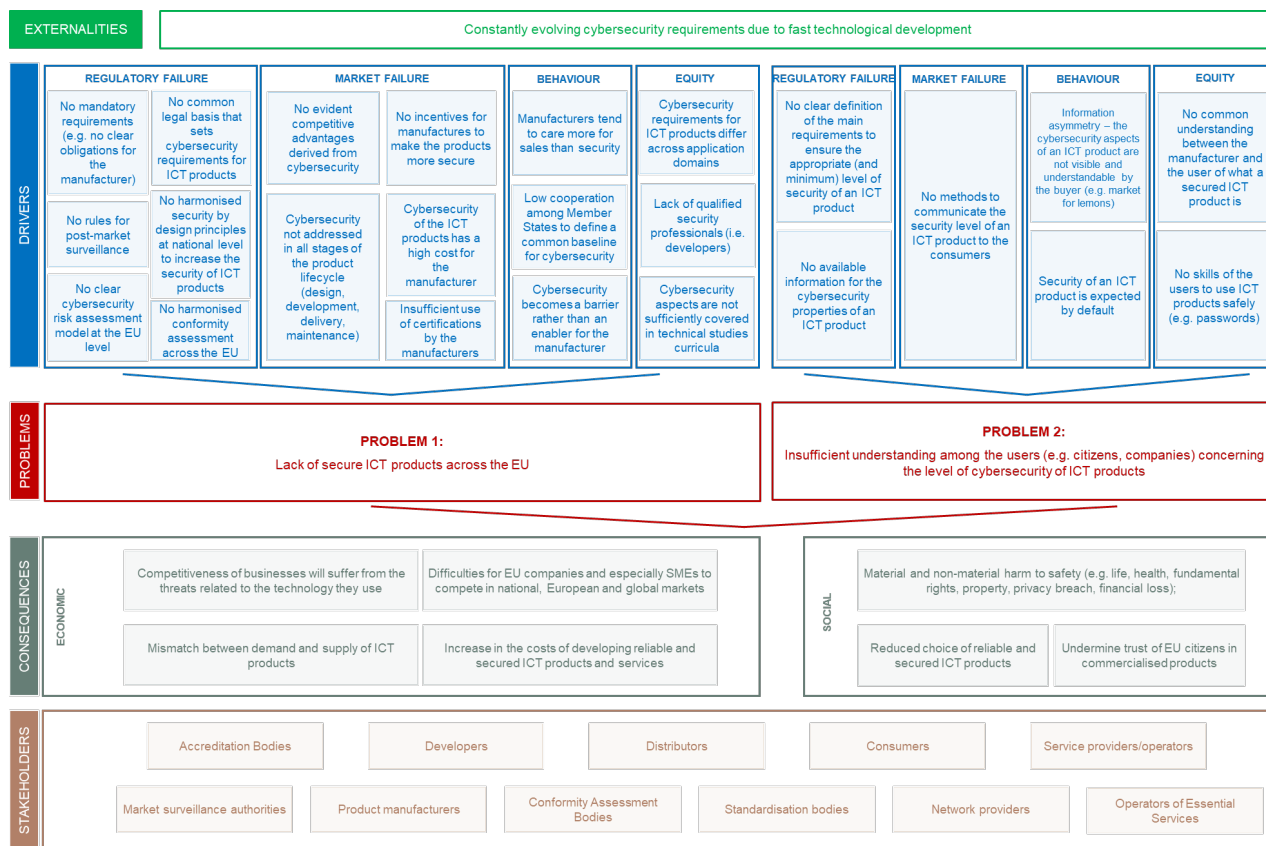 EXTERNALITIES
Constantly evolving cybersecurity requirements due to fast technological development
DRIVERS
REGULATORY FAILURE
No mandatory
requirements
(e.g. no clear
obligations for
the
manufacturer)
No rules for
post-market
surveillance
No clear
cybersecurity
risk assessment
model at the EU
level
No common
legal basis that
sets
cybersecurity
requirements for
ICT products
No harmonised
security by
design principles
at national level
to increase the
security of ICT
products
No harmonised
conformity
assessment
across the EU
MARKET FAILURE
No evident
competitive
advantages
derived from
cybersecurity
Cybersecurity
not addressed
in all stages of
the product
lifecycle
(design,
development,
delivery,
maintenance)
No incentives for
manufactures to
make the products
more secure
Cybersecurity
of the ICT
products has a
high cost for
the
manufacturer
Insufficient use
of certifications
by the
manufacturers
BEHAVIOUR
Manufacturers tend
to care more for
sales than security
Low cooperation
among Member
States to define a
common baseline
for cybersecurity
Cybersecurity
becomes a barrier
rather than an
enabler for the
manufacturer
EQUITY
Cybersecurity
requirements for
ICT products differ
across application
domains
Lack of qualified
security
professionals (i.e.
developers)
Cybersecurity
aspects are not
sufficiently covered
in technical studies
curricula
REGULATORY FAILURE
No clear definition
of the main
requirements to
ensure the
appropriate (and
minimum) level of
security of an ICT
product
No available
information for the
cybersecurity
properties of an
ICT product
MARKET FAILURE
No methods to
communicate the
security level of an
ICT product to the
consumers
BEHAVIOUR
Information
asymmetry – the
cybersecurity aspects
of an ICT product are
not visible and
understandable by
the buyer (e.g. market
for lemons)
Security of an ICT
product is expected
by default
EQUITY
No common
understanding
between the
manufacturer and
the user of what a
secured ICT
product is
No skills of the
users to use ICT
products safely
(e.g. passwords)
PROBLEMS
PROBLEM 1:
Lack of secure ICT products across the EU
PROBLEM 2:
Insufficient understanding among the users (e.g. citizens, companies) concerning
the level of cybersecurity of ICT products
CONSEQUENCES
ECONOMIC
Competitiveness of businesses will suffer from the
threats related to the technology they use
Difficulties for EU companies and especially SMEs to
compete in national, European and global markets
Mismatch between demand and supply of ICT
products
Increase in the costs of developing reliable and
secured ICT products and services
SOCIAL
Material and non-material harm to safety (e.g. life, health, fundamental
rights, property, privacy breach, financial loss);
Reduced choice of reliable and
secured ICT products
Undermine trust of EU citizens in
commercialised products
STAKEHOLDERS
Accreditation Bodies
Developers
Distributors
Consumers
Service providers/operators
Market surveillance authorities
Product manufacturers
Conformity Assessment
Bodies
Standardisation bodies
Network providers
Operators of Essential
Services